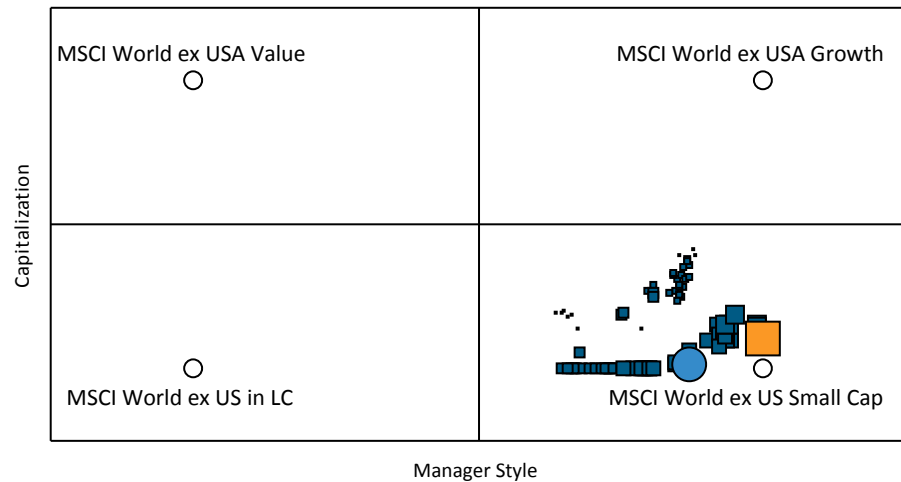 MSCI World ex USA Value
MSCI World ex USA Growth
Capitalization
MSCI World ex US in LC
MSCI World ex US Small Cap
Manager Style